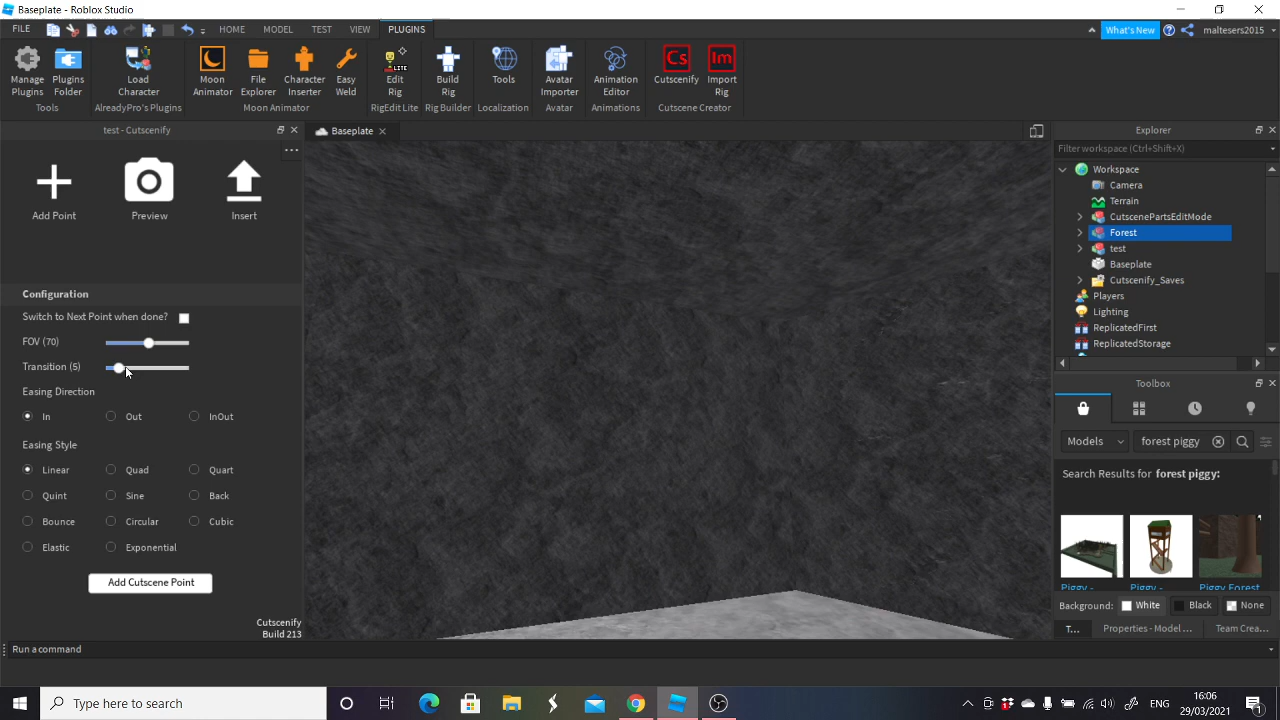 Baseplate - Roblox Studio
FILE HOME MODEL TEST VIEW PLUGINS What's New maltesers2015
Manage Plugins
Plugins Folder
Tools
Load Character
AlreadyPro's Plugins
Moon Animator
File Explorer
Character Inserter
Easy Weld
Moon Animator
LITE
Edit Rig
RigEdit Lite
Build Rig
Rig Builder
Tools
Localization
Avatar Importer
Avatar
Animation Editor
Animations
Cs
Cutscenify
Im
Import Rig
Cutscene Creator
test - Cutscenify
Add Point
Preview
Insert
Configuration
Switch to Next Point when done?
FOV (70)
Transition (5)
Easing Direction
In Out InOut
Easing Style
Linear Quad Quart
Quint Sine Back
Bounce Circular Cubic
Elastic Exponential
Add Cutscene Point
Cutscenify
Build 213
Baseplate
Explorer
Filter workspace (Ctrl+Shift+X)
Workspace
Camera
Terrain
CutscenePartsEditMode
Forest
test
Baseplate
Cutscenify_Saves
Players
Lighting
ReplicatedFirst
ReplicatedStorage
Toolbox
Models forest piggy
Search Results for forest piggy:
Piggy - Piggy - Piggy Forest
Background: White Black None
T... Properties - Model ... Team Crea...
Run a command
Type here to search
ENG
16:06
29/03/2021